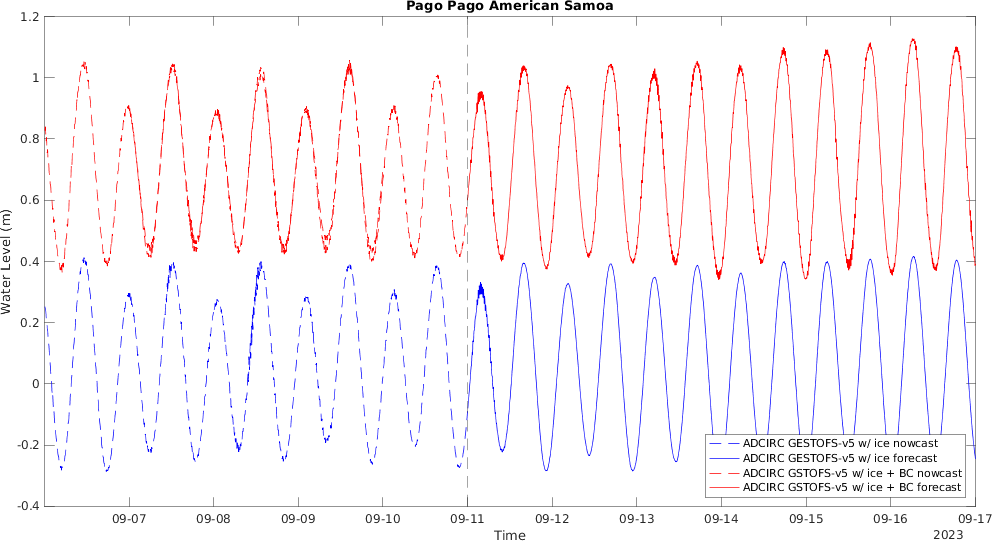 Pago Pago American Samoa
Water Level (m)
1.2
1
0.8
0.6
0.4
0.2
0
-0.2
-0.4
ADCIRC GESTOFS-v5 w/ ice nowcast
ADCIRC GESTOFS-v5 w/ ice forecast
ADCIRC GSTOFS-v5 w/ ice + BC nowcast
ADCIRC GSTOFS-v5 w/ ice + BC forecast
09-07 09-08 09-09 09-10 09-11 09-12 09-13 09-14 09-15 09-16 09-17
Time
2023